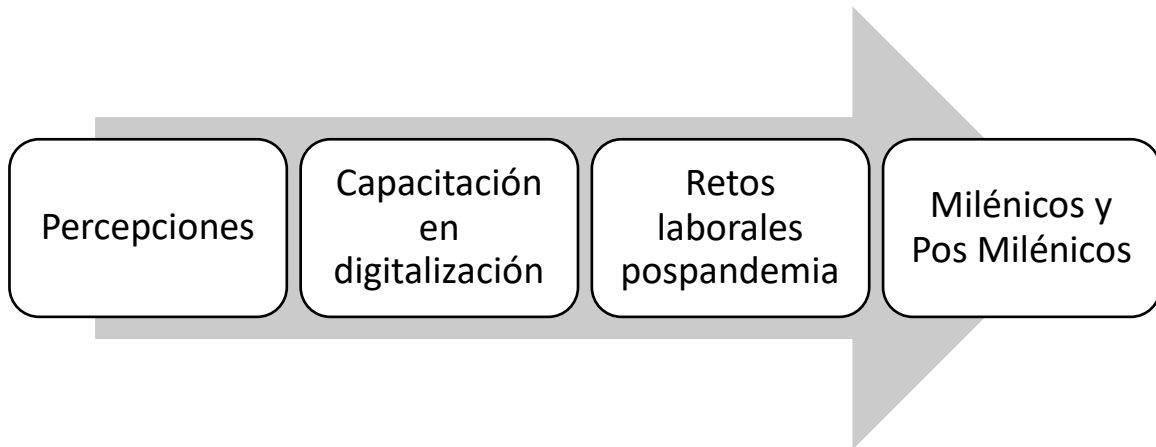 Percepciones
Capacitación
en
digitalización
Retos
laborales
pospandemia
Milénicos y
Pos Milénicos